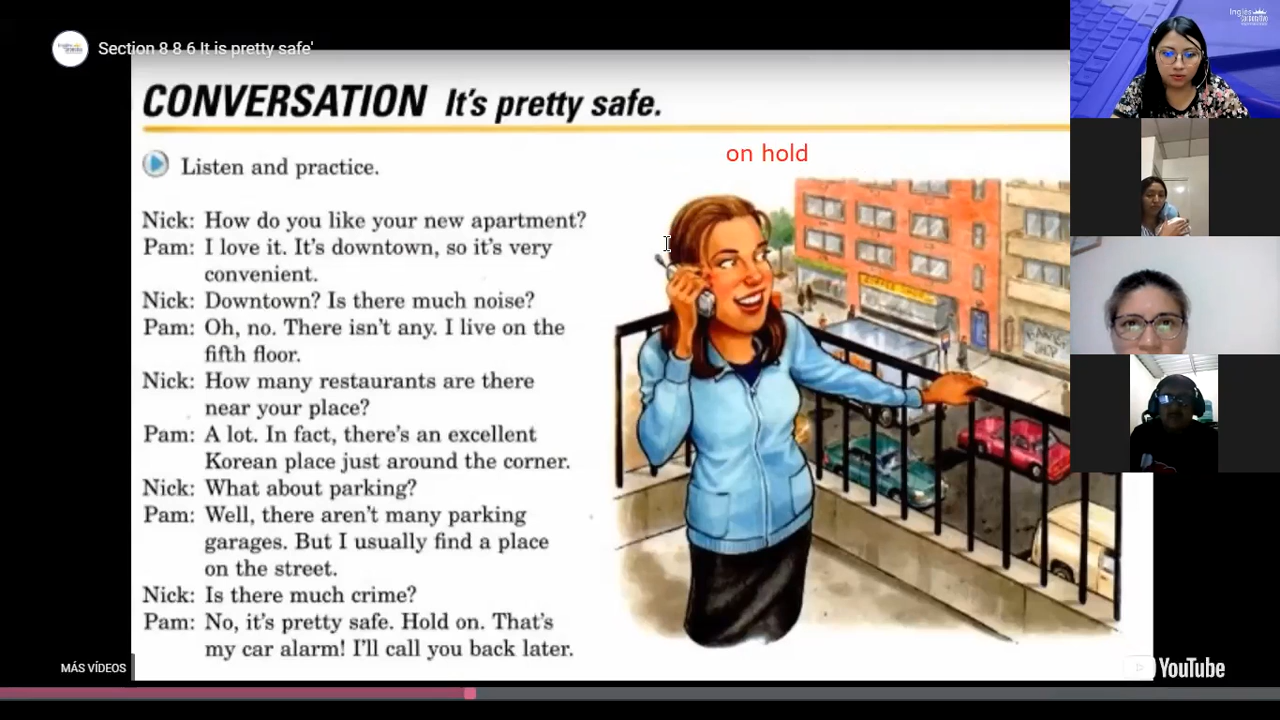 Section 8 8 6 It is pretty safe'
Inglés
corporativo
CONVERSATION It's pretty safe.
on hold
Listen and practice.
Nick: How do you like your new apartment?
Pam: I love it. It's downtown, so it's very
convenient.
Nick: Downtown? Is there much noise?
Pam: Oh, no. There isn't any. I live on the
fifth floor.
Nick: How many restaurants are there
near your place?
Pam: A lot. In fact, there's an excellent
Korean place just around the corner.
Nick: What about parking?
Pam: Well, there aren't many parking
garages. But I usually find a place
on the street.
Nick: Is there much crime?
Pam: No, it's pretty safe. Hold on. That's
my car alarm! I'll call you back later.
MÁS VÍDEOS
YouTube